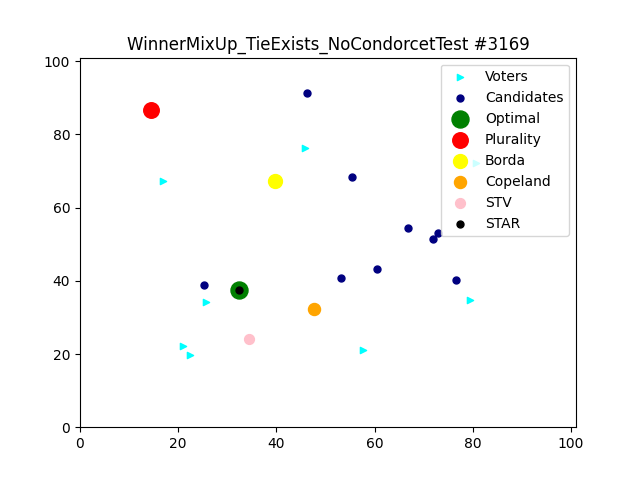 WinnerMixUp_TieExists_NoCondorcetTest #3169
100
80
60
40
20
0
0 20 40 60 80 100
Voters
Candidates
Optimal
Plurality
Borda
Copeland
STV
STAR